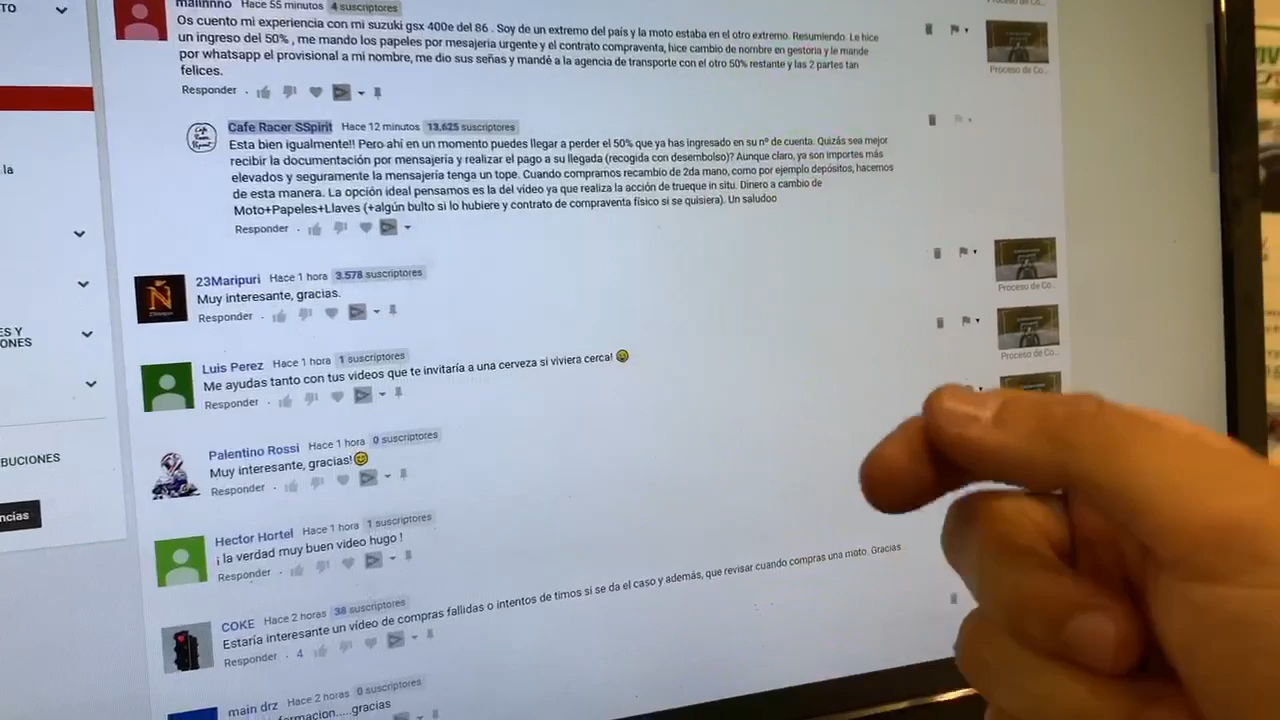 TO
malinnno Hace 55 minutos 4 suscriptores
Os cuento mi experiencia con mi suzuki gsx 400e del 86 . Soy de un extremo del país y la moto estaba en el otro extremo. Resumiendo. Le hice
un ingreso del 50% , me mando los papeles por mesajeria urgente y el contrato compraventa, hice cambio de nombre en gestoria y le mande
por whatsapp el provisional a mi nombre, me dio sus señas y mandé a la agencia de transporte con el otro 50% restante y las 2 partes tan
felices.
Responder
Proceso de Co...
Cafe Racer SSpirit Hace 12 minutos 13,625 suscriptores
Esta bien igualmente!! Pero ahí en un momento puedes llegar a perder el 50% que ya has ingresado en su nº de cuenta. Quizás sea mejor
recibir la documentación por mensajería y realizar el pago a su llegada (recogida con desembolso)? Aunque claro, ya son importes más
elevados y seguramente la mensajería tenga un tope. Cuando compramos recambio de 2da mano, como por ejemplo depósitos, hacemos
de esta manera. La opción ideal pensamos es la del video ya que realiza la acción de trueque in situ. Dinero a cambio de
Moto+Papeles+Llaves (+algún bulto si lo hubiere y contrato de compraventa físico si se quisiera). Un saludoo
Responder
la
23Maripuri Hace 1 hora 3.578 suscriptores
Muy interesante, gracias.
Responder
Proceso de Co...
Luis Perez Hace 1 hora 1 suscriptores
Me ayudas tanto con tus videos que te invitaría a una cerveza si viviera cerca! 😄
Responder
Proceso de Co...
ES Y
ONES
Palentino Rossi Hace 1 hora 0 suscriptores
Muy interesante, gracias!😄
Responder
BUCIONES
ncias
Hector Hortel Hace 1 hora 1 suscriptores
¡ la verdad muy buen video hugo !
Responder
COKE Hace 2 horas 38 suscriptores
Estaría interesante un vídeo de compras fallidas o intentos de timos si se da el caso y además, que revisar cuando compras una moto. Gracias
Responder · 4
main drz Hace 2 horas 0 suscriptores
formacion.....gracias